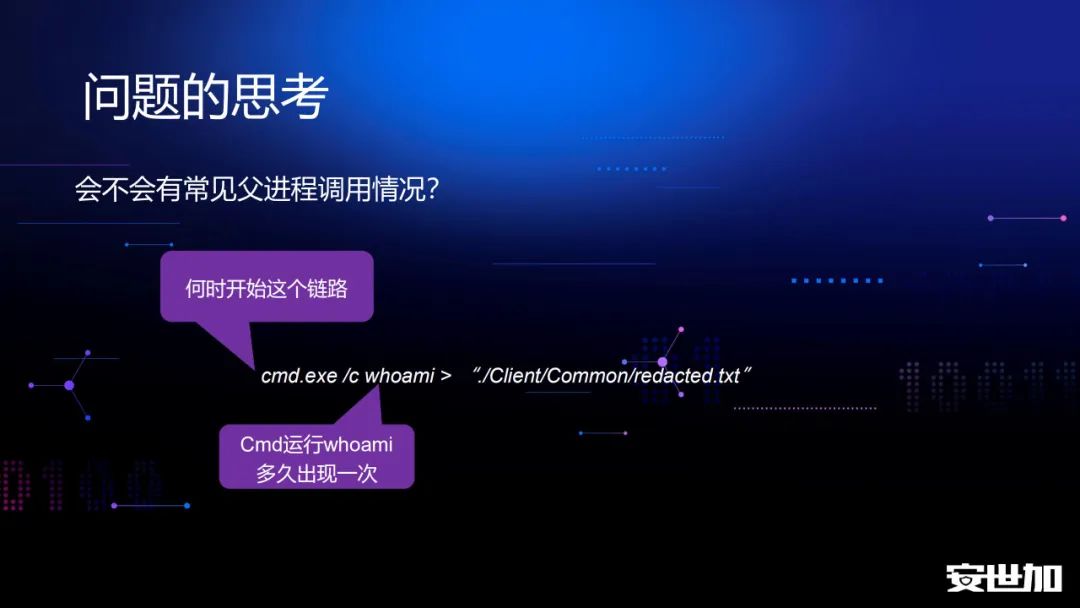 问题的思考
会不会有常见父进程调用情况？
何时开始这个链路
cmd.exe /c whoami > “./Client/Common/redacted.txt”
Cmd运行whoami
多久出现一次
安世加